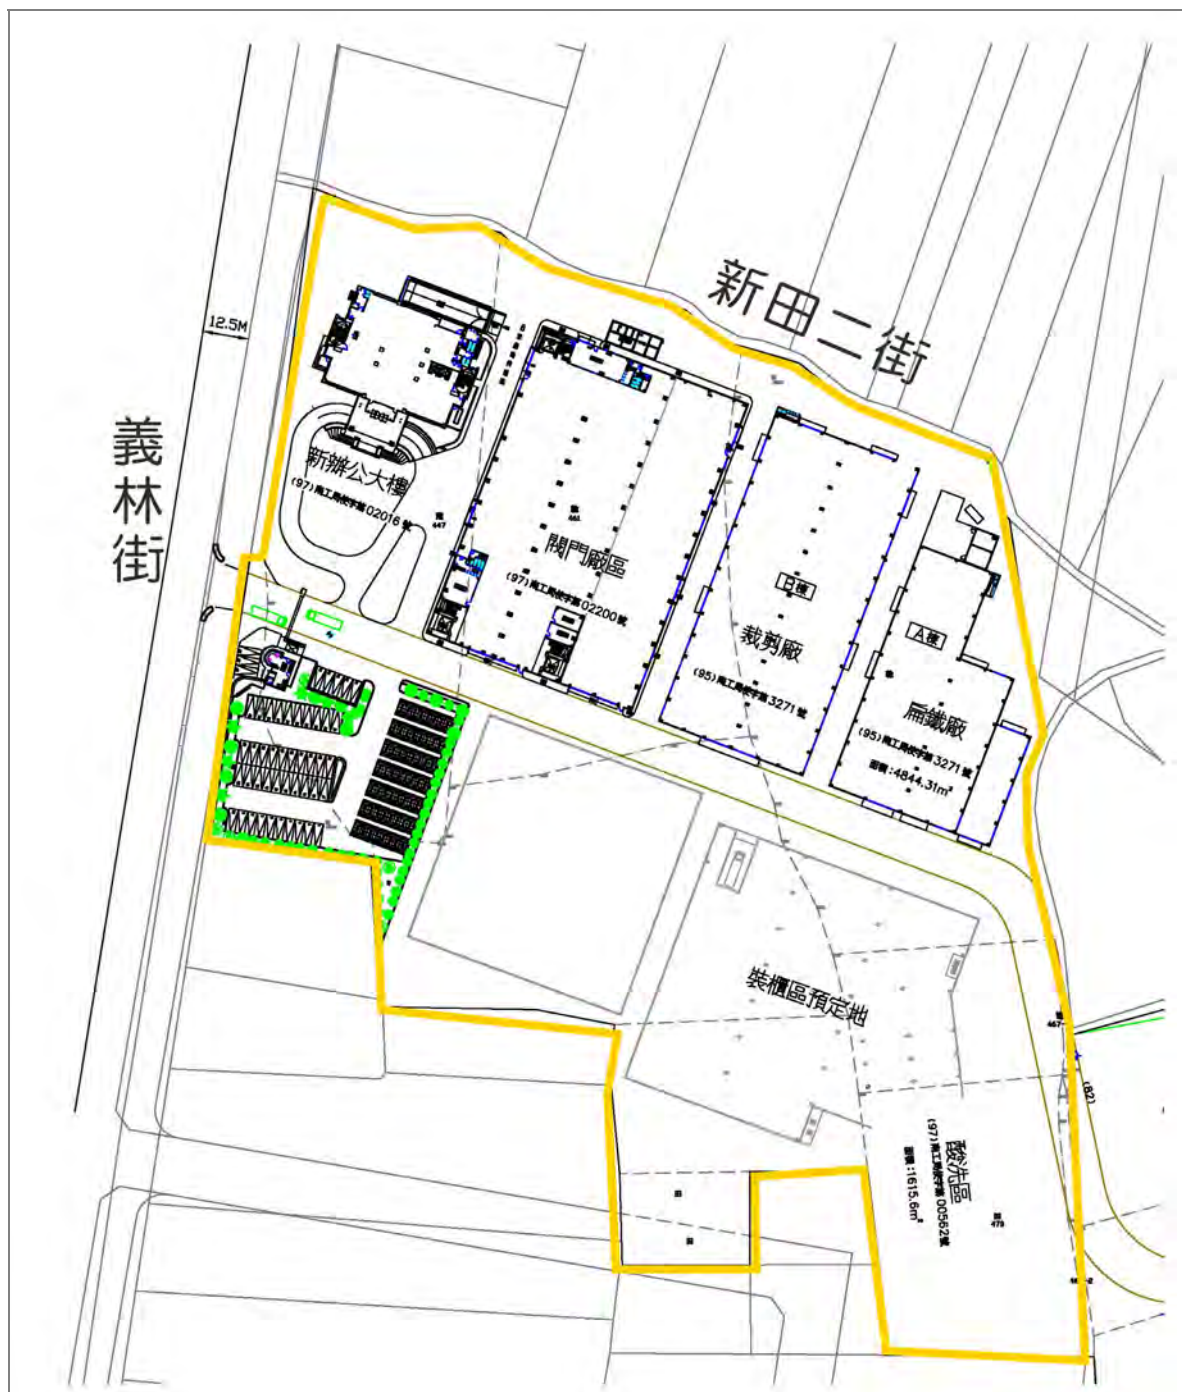 新田二街
12.5M
義林街
新辦公大樓
(97)南工局使字第02016號
447
閥門廠區
(97)南工局使字第02200號
B棟
裁剪廠
(95)南工局使字第3271號
A棟
扁鐵廠
(95)南工局使字第3271號
面積:4844.31m²
裝櫃區預定地
467
(82)
酸洗區
(97)南工局使字第00562號
面積:1615.6m²